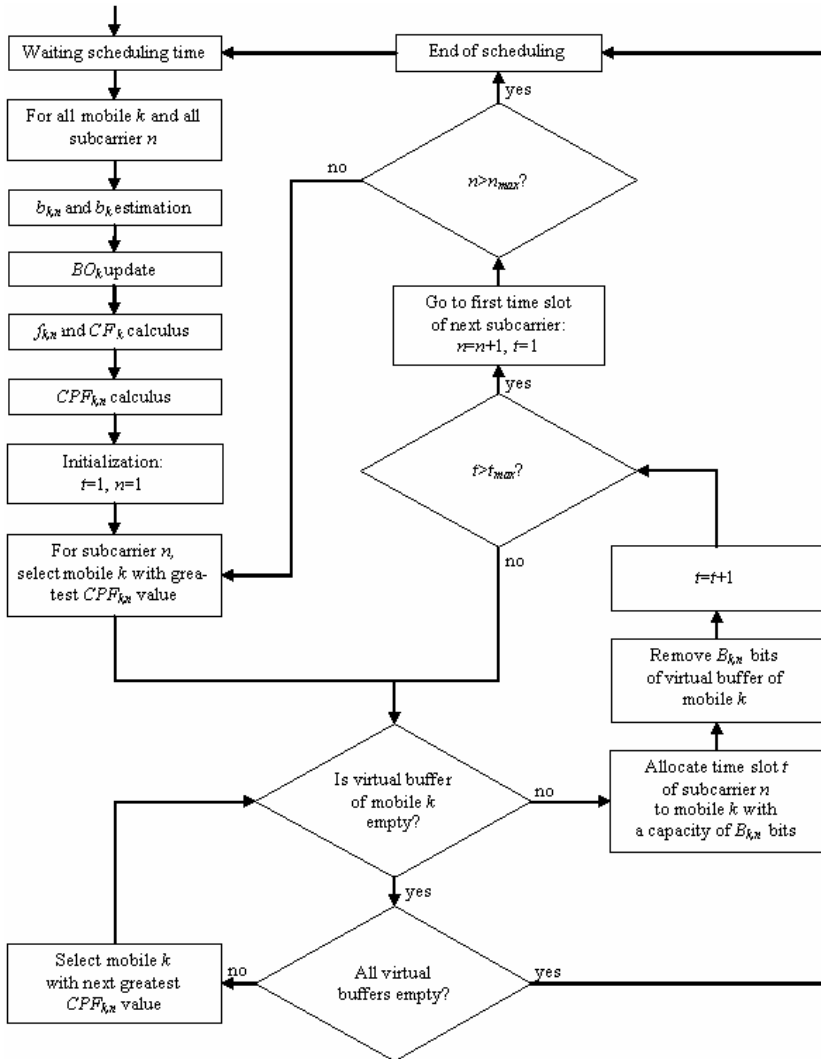 Waiting scheduling time
End of scheduling
yes
For all mobile k and all
subcarrier n
no
n>nmax?
bk,n and bk estimation
BOk update
Go to first time slot
of next subcarrier:
n=n+1, t=1
fk,n and CFk calculus
yes
CPFk,n calculus
Initialization:
t=1, n=1
t>tmax?
For subcarrier n,
select mobile k with grea-
test CPFk,n value
no
t=t+1
Remove Bk,n bits
of virtual buffer of
mobile k
Is virtual buffer
of mobile k
empty?
no
Allocate time slot t
of subcarrier n
to mobile k with
a capacity of Bk,n bits
yes
Select mobile k
with next greatest
CPFk,n value
no
All virtual
buffers empty?
yes